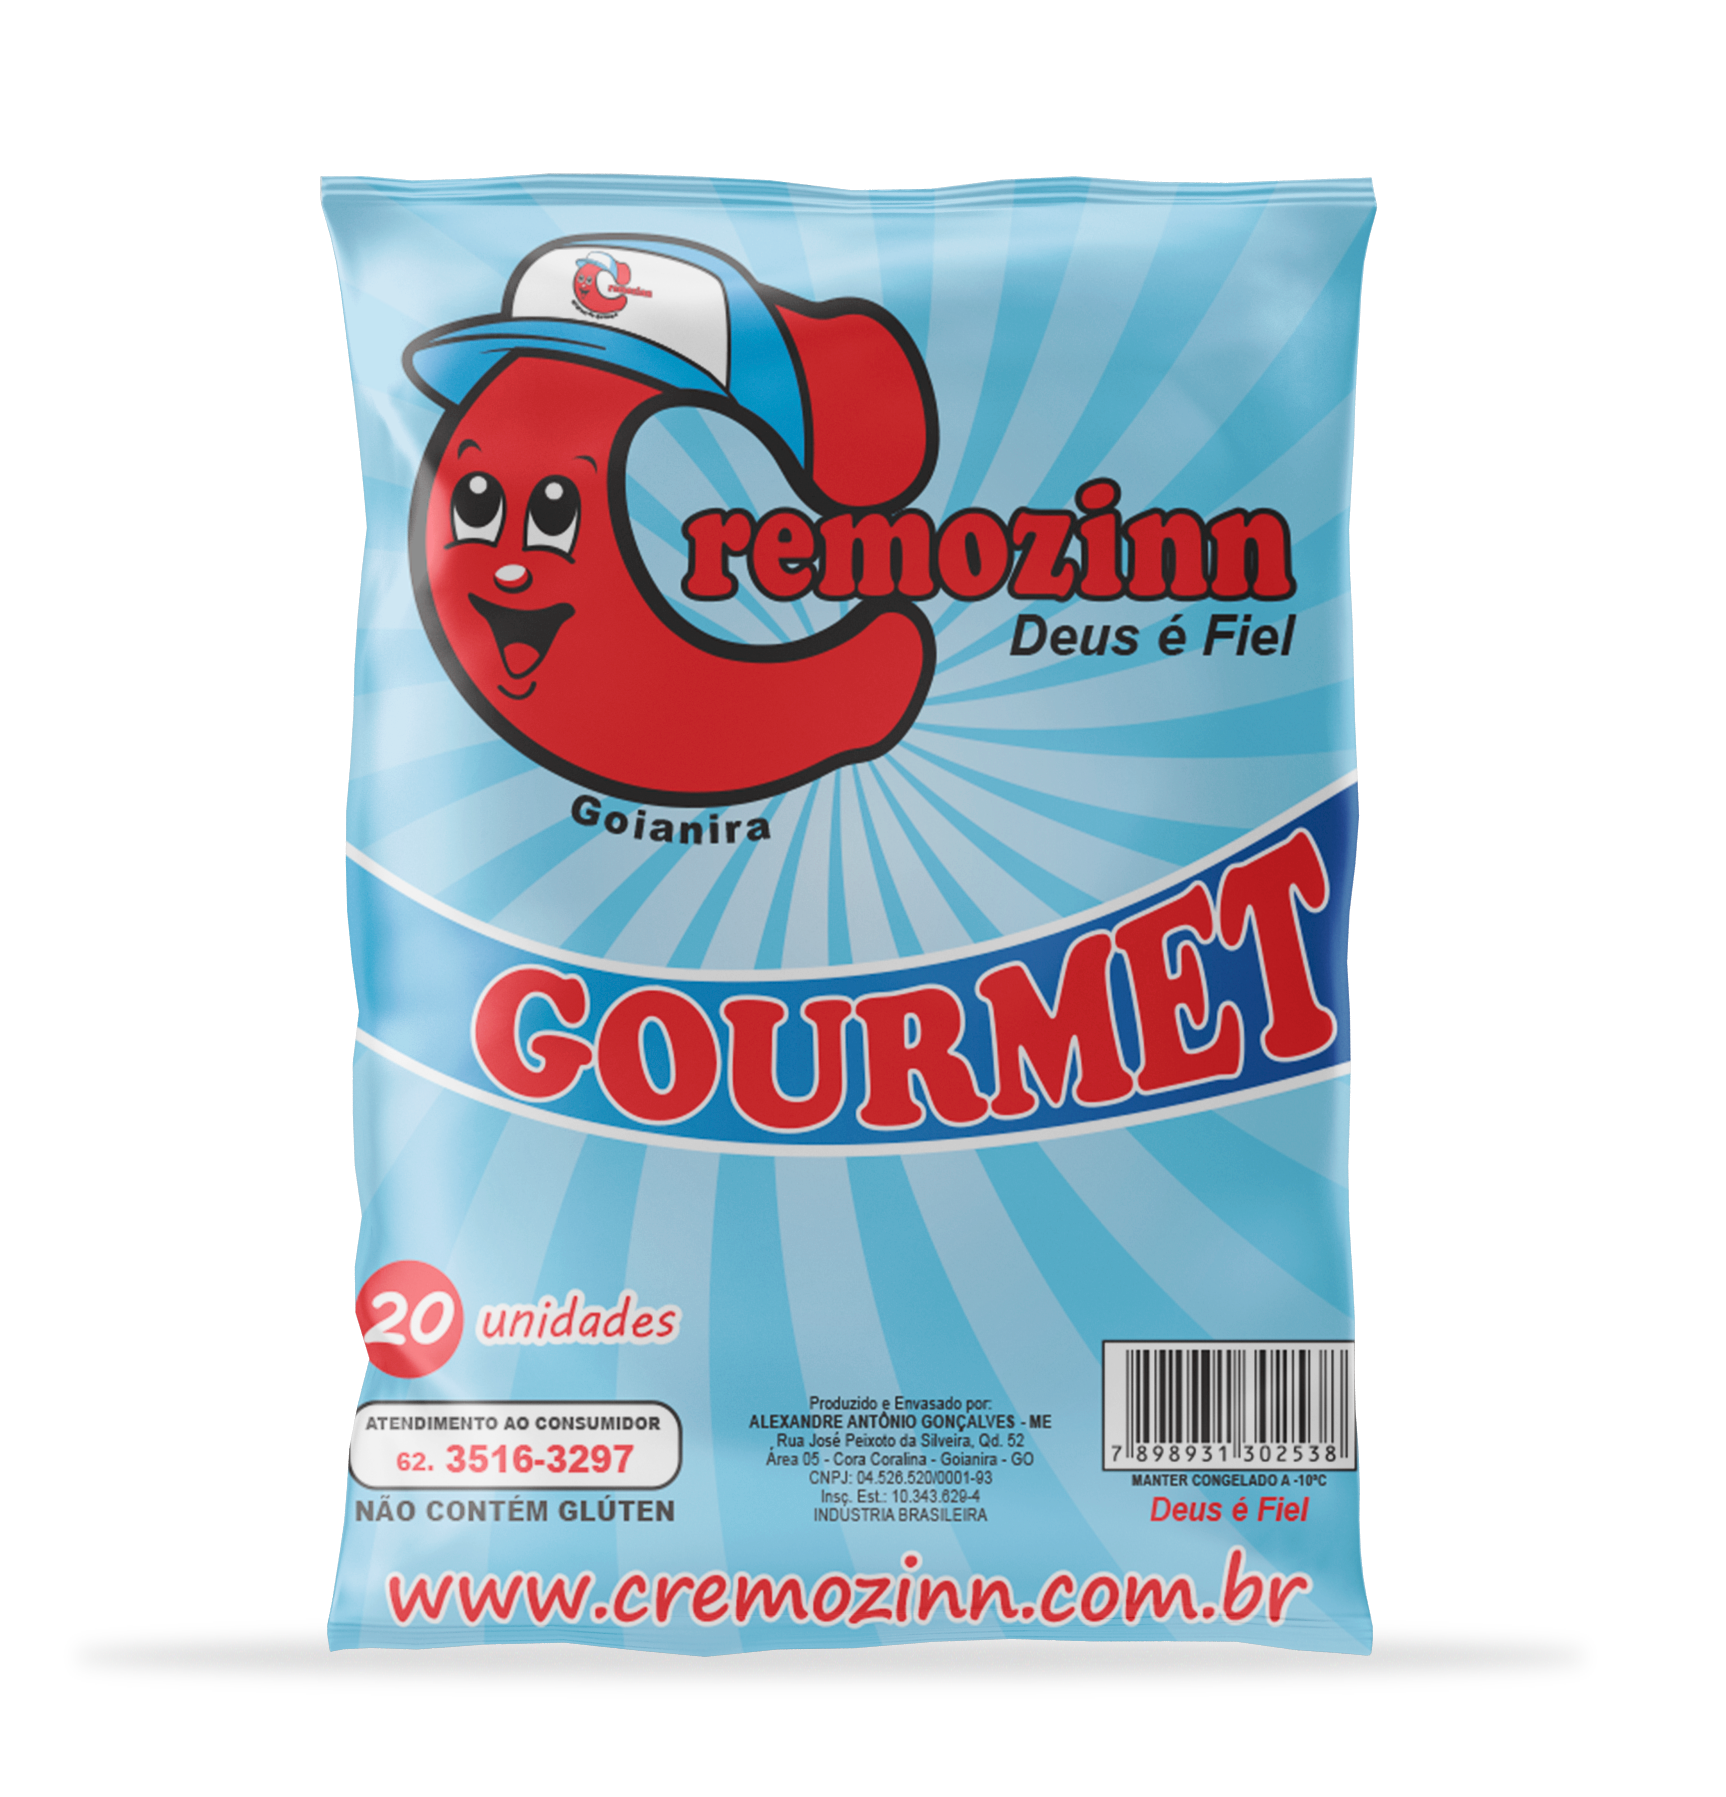 Cremozinn
Deus é Fiel
Goianira
GOURMET
20 unidades
ATENDIMENTO AO CONSUMIDOR
62. 3516-3297
NÃO CONTÉM GLÚTEN
Produzido e Envasado por:
ALEXANDRE ANTÔNIO GONÇALVES - ME
Rua José Peixoto da Silveira, Qd. 52
Área 05 - Cora Coralina - Goianira - GO
CNPJ: 04.526.520/0001-93
Insç. Est.: 10.343.629-4
INDÚSTRIA BRASILEIRA
7 898931 302538
MANTER CONGELADO A -10ºC
Deus é Fiel
www.cremozinn.com.br